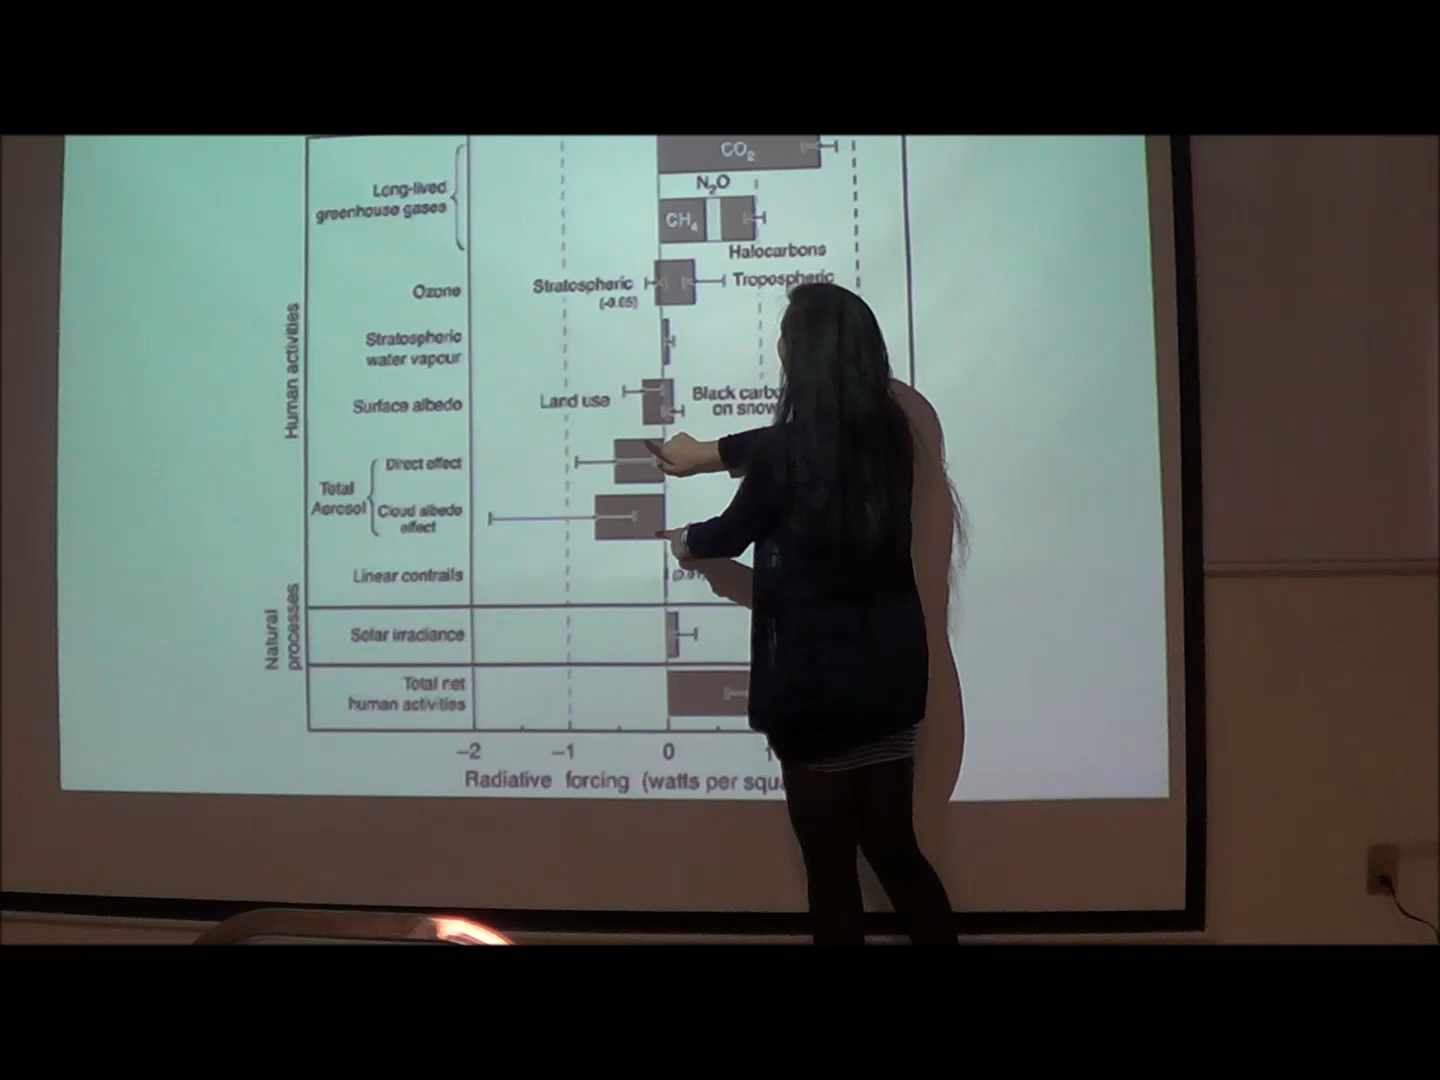 CO2
N2O
Long-lived
greenhouse gases
CH4
Halocarbons
Ozone
Stratospheric
(-0.05)
Tropospheric
Human activities
Stratospheric
water vapour
Surface albedo
Land use
Black
on snow
Total
Aerosol
Direct effect
Cloud albedo
effect
Linear contrails
Natural
processes
Solar irradiance
Total net
human activities
-2 -1 0 1
Radiative forcing (watts per